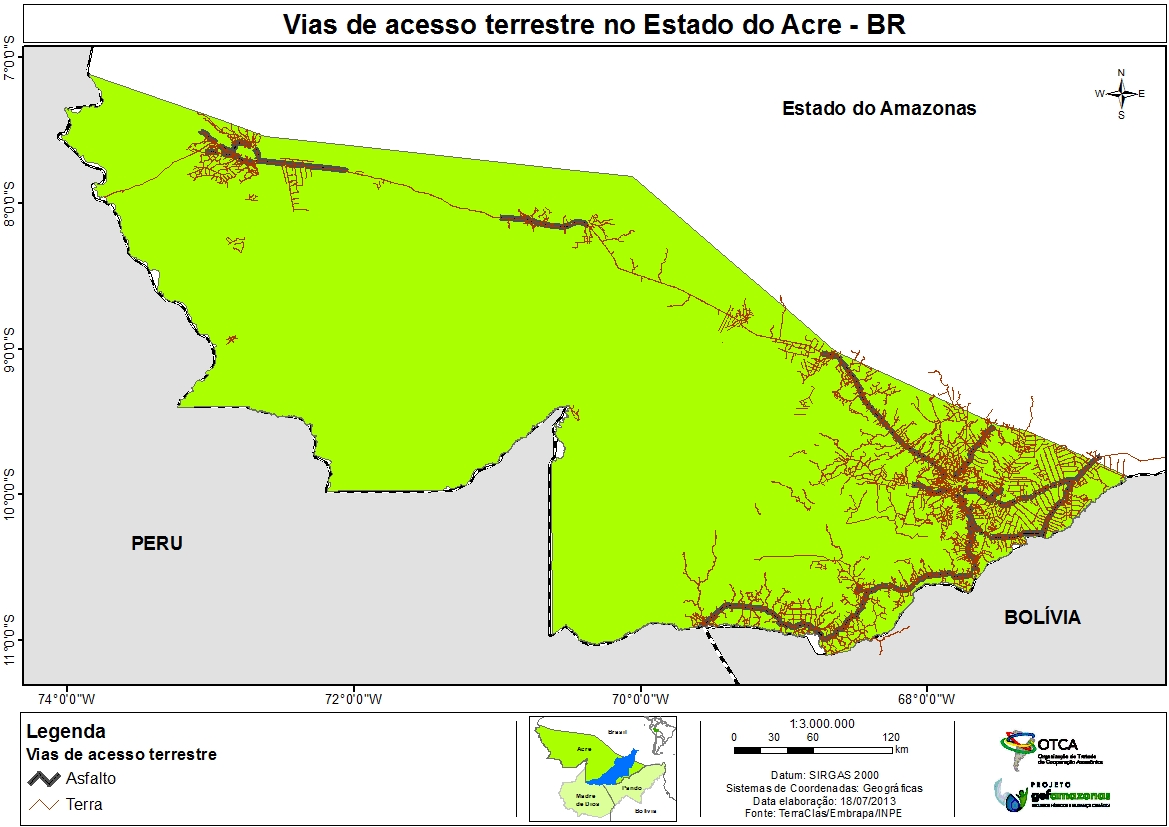 Vias de acesso terrestre no Estado do Acre - BR
7°0'0"S
8°0'0"S
9°0'0"S
10°0'0"S
11°0'0"S
Estado do Amazonas
N
W
E
S
PERU
BOLÍVIA
74°0'0"W
72°0'0"W
70°0'0"W
68°0'0"W
Legenda
Vias de acesso terrestre
Asfalto
Terra
Brasil
Acre
Pando
Madre de Dios
Bolívia
1:3.000.000
0 30 60 120
km
Datum: SIRGAS 2000
Sistemas de Coordenadas: Geográficas
Data elaboração: 18/07/2013
Fonte: TerraClas/Embrapa/INPE
OTCA
Organização do Tratado
de Cooperação Amazônica
PROJETO
gefamazonas